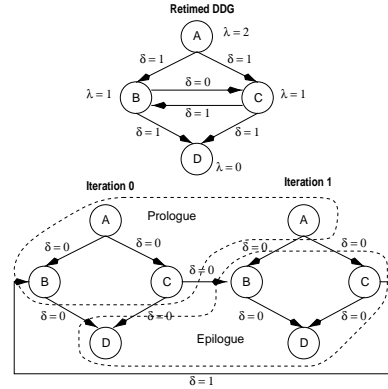 Retimed DDG
A
λ = 2
δ = 1
δ = 1
δ = 0
λ = 1
B
C
λ = 1
δ = 1
δ = 1
δ = 1
D
λ = 0
Iteration 0
Iteration 1
A
Prologue
A
δ = 0
δ = 0
δ = 0
δ = 0
δ ≠ 0
B
C
B
C
δ = 0
δ = 0
δ = 0
δ = 0
D
Epilogue
D
δ = 1